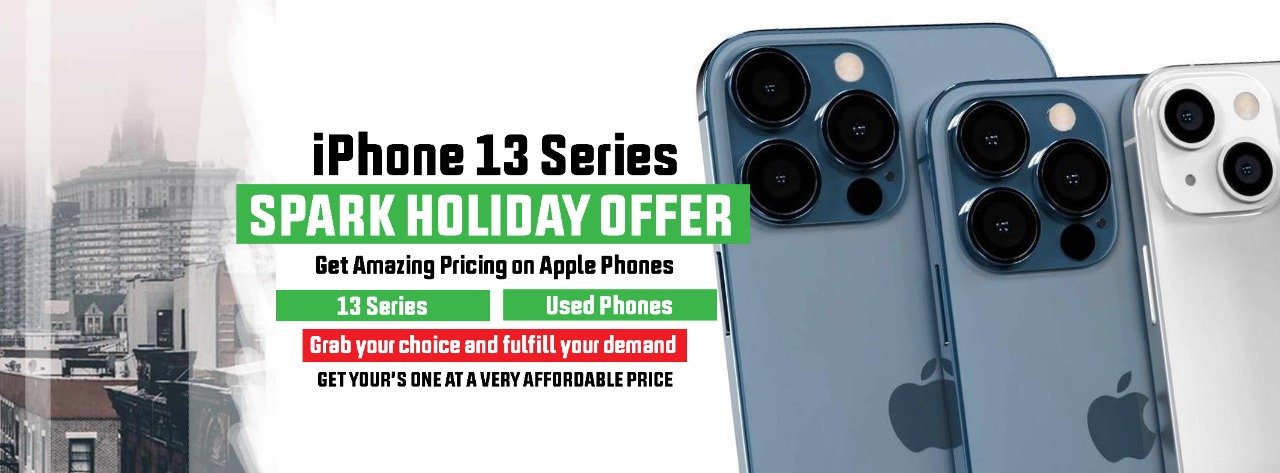 iPhone 13 Series
SPARK HOLIDAY OFFER
Get Amazing Pricing on Apple Phones
13 Series Used Phones
Grab your choice and fulfill your demand
GET YOUR'S ONE AT A VERY AFFORDABLE PRICE